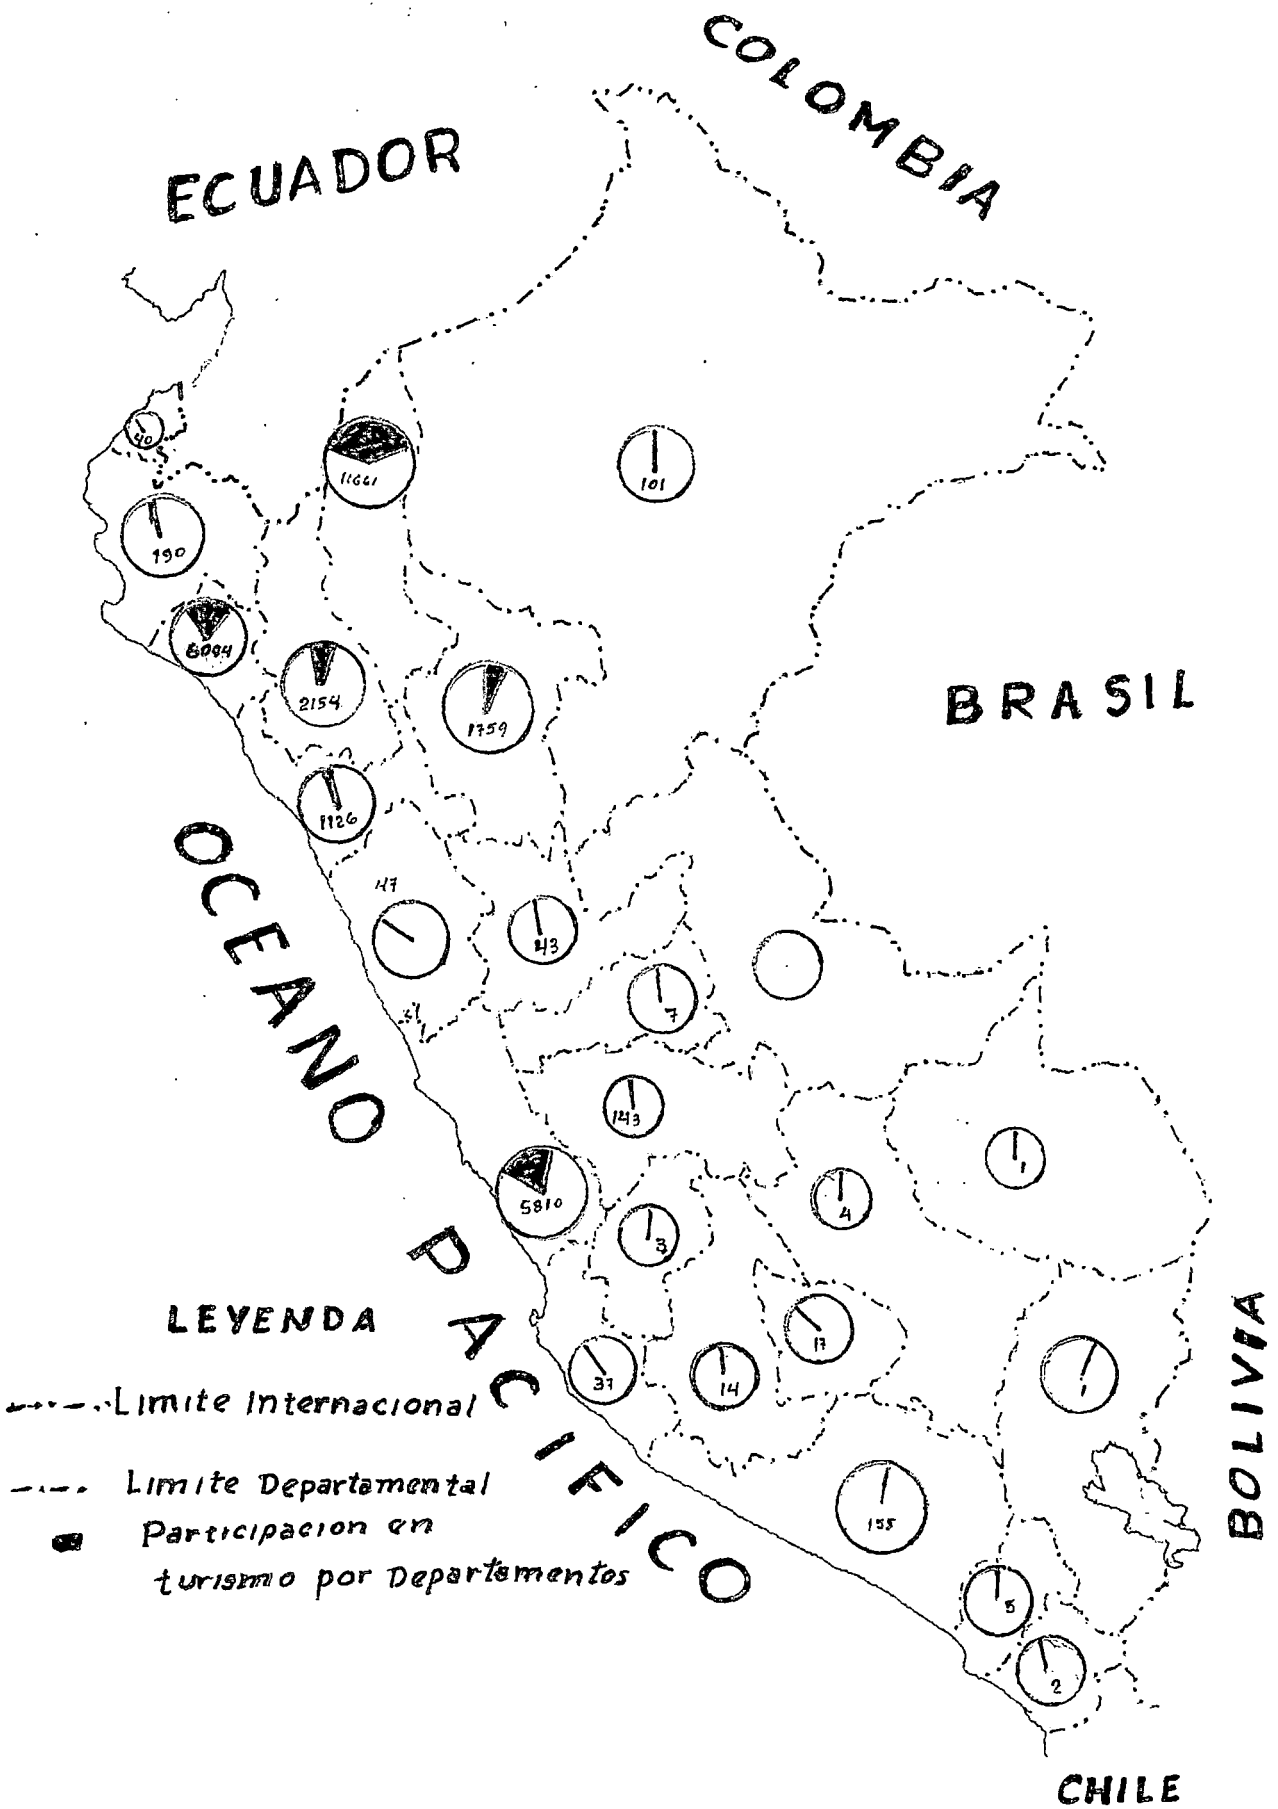 COLOMBIA
ECUADOR
40
11661
101
190
6004
2154
1759
BRASIL
1126
OCEANO PACIFICO
47
43
7
143
5810
1
4
3
LEYENDA
17
BOLIVIA
37
14
1
Limite Internacional
Limite Departamental
155
Participacion en
turismo por Departamentos
5
2
CHILE